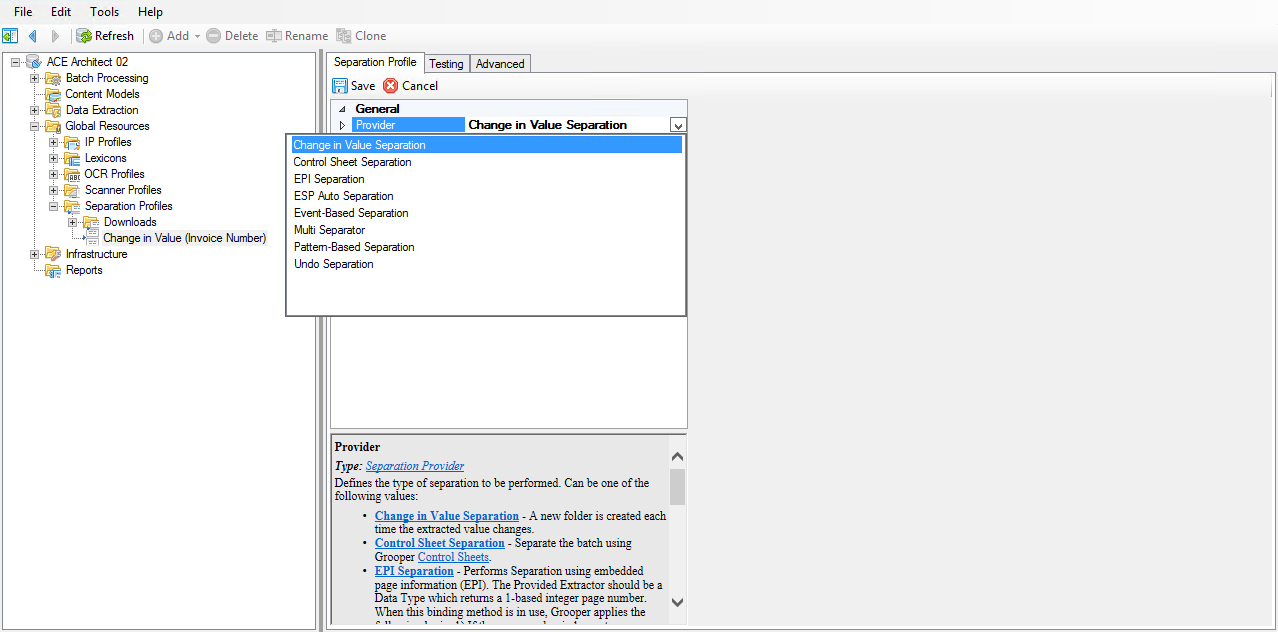 File Edit Tools Help
Refresh Add Delete Rename Clone
ACE Architect 02
Batch Processing
Content Models
Data Extraction
Global Resources
IP Profiles
Lexicons
OCR Profiles
Scanner Profiles
Separation Profiles
Downloads
Change in Value (Invoice Number)
Infrastructure
Reports
Separation Profile Testing Advanced
Save Cancel
General
Provider Change in Value Separation
Change in Value Separation
Control Sheet Separation
EPI Separation
ESP Auto Separation
Event-Based Separation
Multi Separator
Pattern-Based Separation
Undo Separation
Provider
Type: Separation Provider
Defines the type of separation to be performed. Can be one of the
following values:
• Change in Value Separation - A new folder is created each
time the extracted value changes.
• Control Sheet Separation - Separate the batch using
Grooper Control Sheets.
• EPI Separation - Performs Separation using embedded
page information (EPI). The Provided Extractor should be a
Data Type which returns a 1-based integer page number.
When this binding method is in use, Grooper applies the